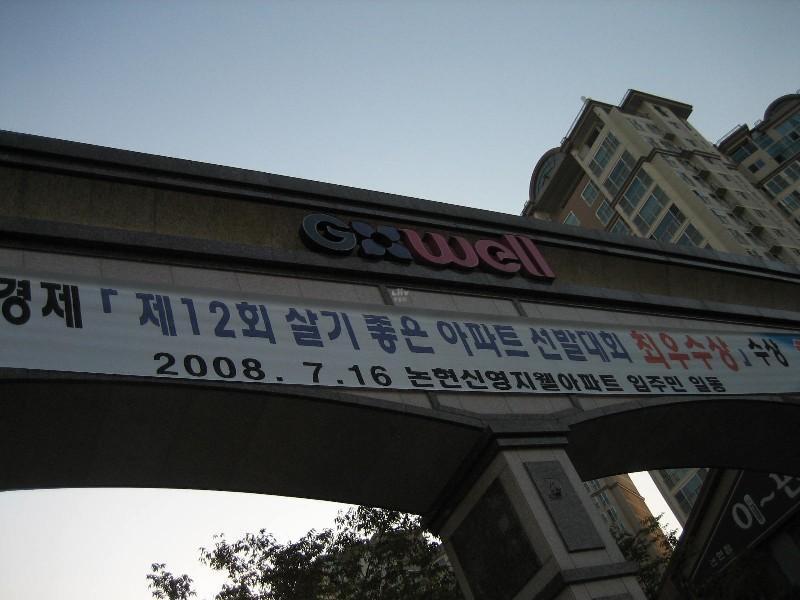 G well
경제 「제12회 살기 좋은 아파트 선발대회 최우수상」 수상
2008. 7.16 논현신영지웰아파트 입주민 일동